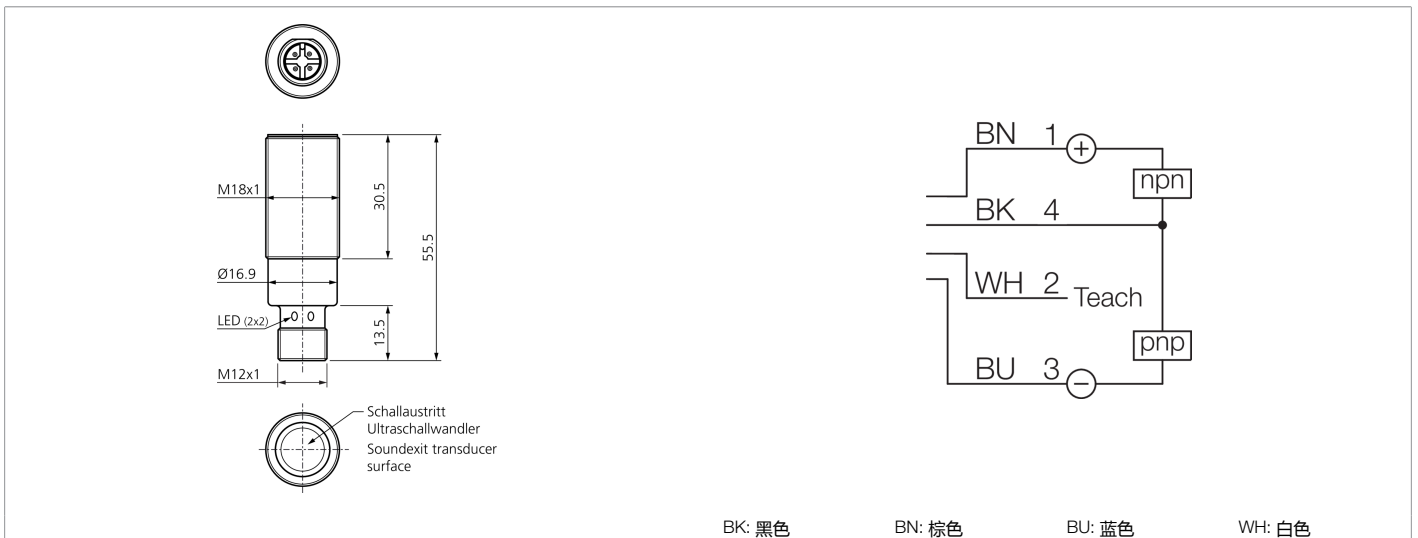 M18x1
30.5
55.5
Ø16.9
LED (2x2)
13.5
M12x1
Schallaustritt
Ultraschallwandler
Soundexit transducer
surface
BN 1
+
npn
BK 4
WH 2 Teach
pnp
BU 3
−
BK: 黑色 BN: 棕色 BU: 蓝色 WH: 白色